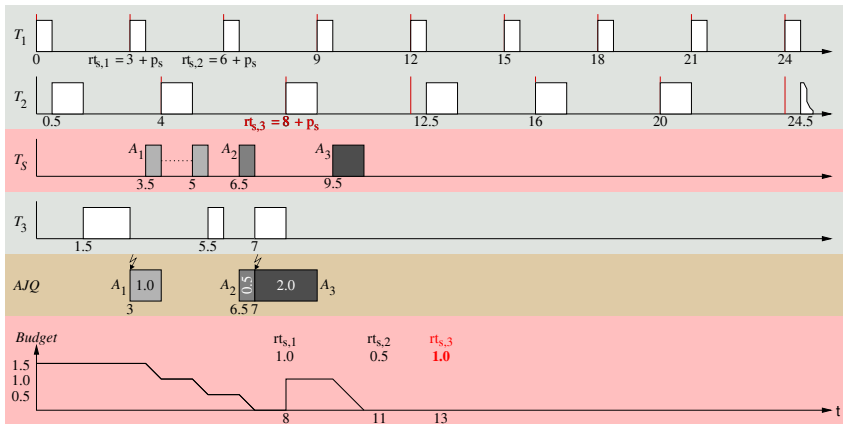 T1
0 rts,1 = 3 + ps rts,2 = 6 + ps 9 12 15 18 21 24
T2
0.5 4 rts,3 = 8 + ps 12.5 16 20 24.5
TS A1 A2 A3
3.5 5 6.5 9.5
T3
1.5 5.5 7
AJQ A1 1.0 A2 0.5 2.0 A3
3 6.5 7
Budget rts,1 rts,2 rts,3
1.0 0.5 1.0
1.5
1.0
0.5
t
8 11 13